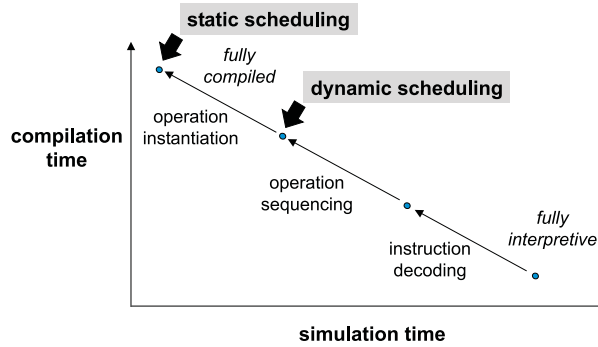 static scheduling
fully
compiled
dynamic scheduling
operation
instantiation
compilation
time
operation
sequencing
fully
interpretive
instruction
decoding
simulation time